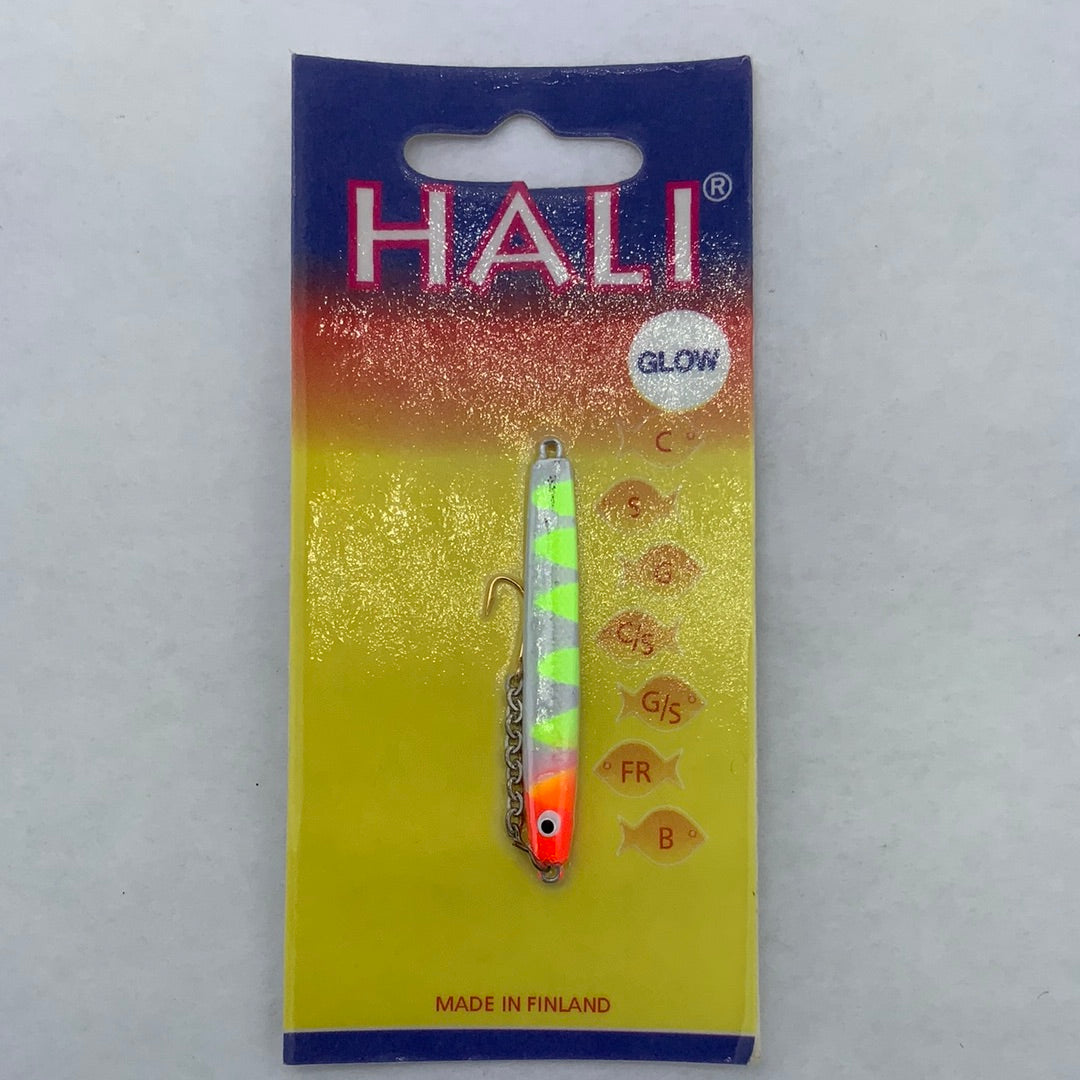 HALI®
GLOW
C
S
G
C/S
G/S
FR
B
MADE IN FINLAND